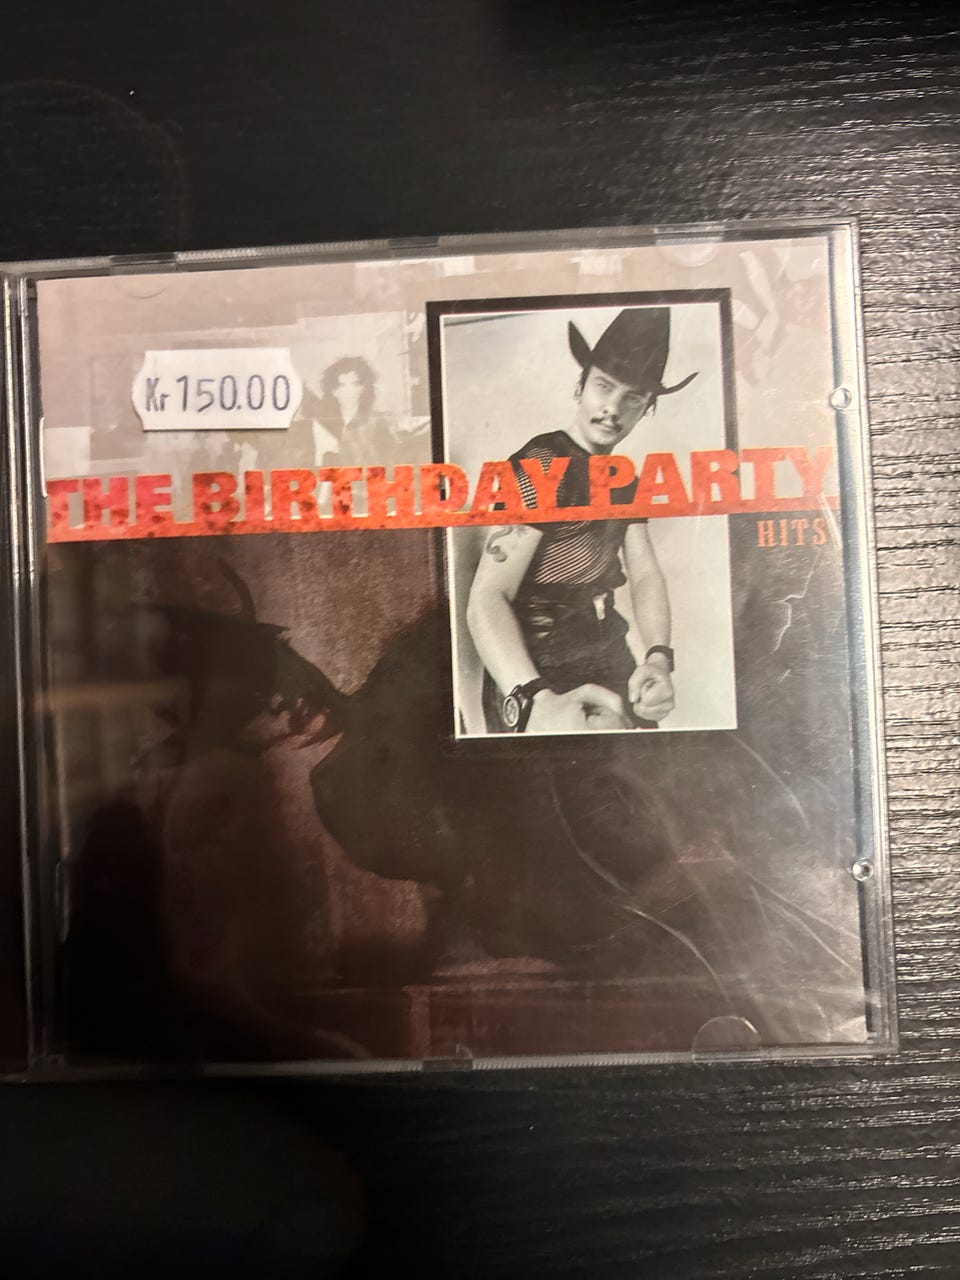 Kr 150.00
THE BIRTHDAY PARTY
HITS